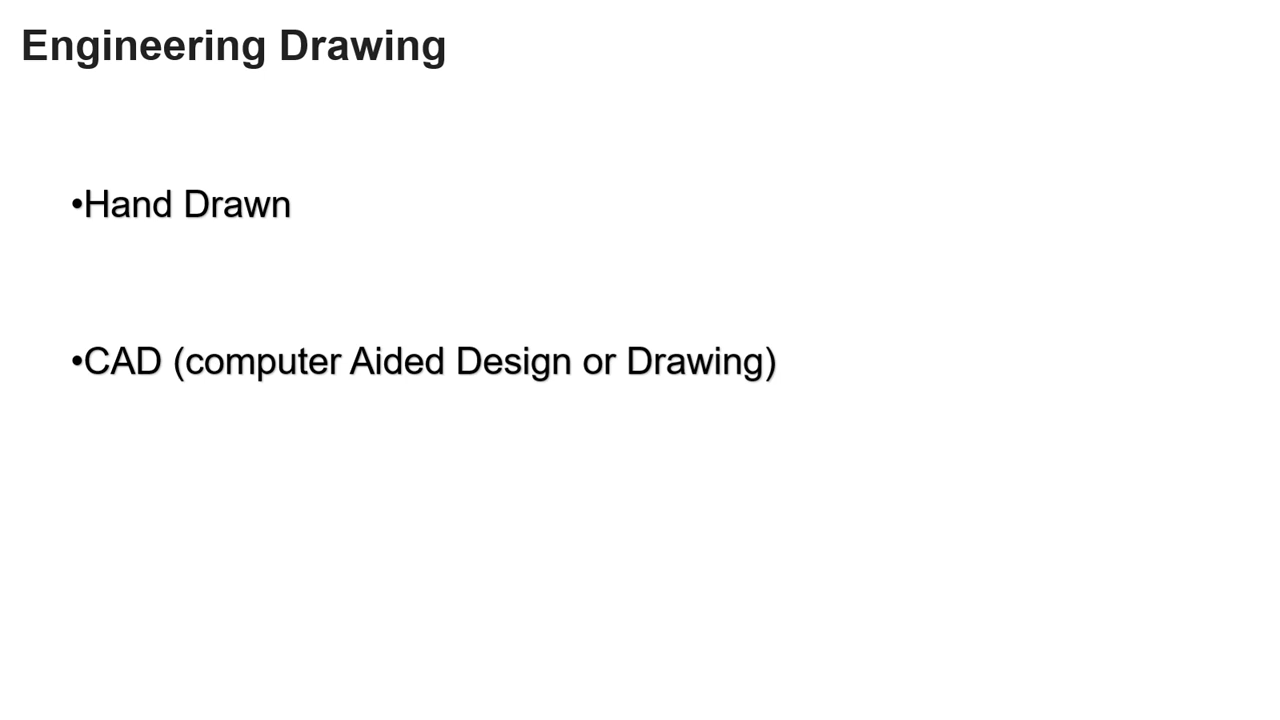 Engineering Drawing
•Hand Drawn
•CAD (computer Aided Design or Drawing)